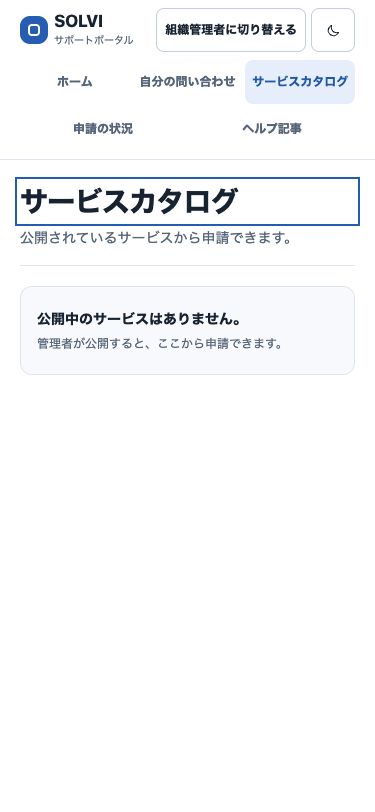 SOLVI
サポートポータル
組織管理者に切り替える
ホーム
自分の問い合わせ
サービスカタログ
申請の状況
ヘルプ記事
サービスカタログ
公開されているサービスから申請できます。
公開中のサービスはありません。
管理者が公開すると、ここから申請できます。